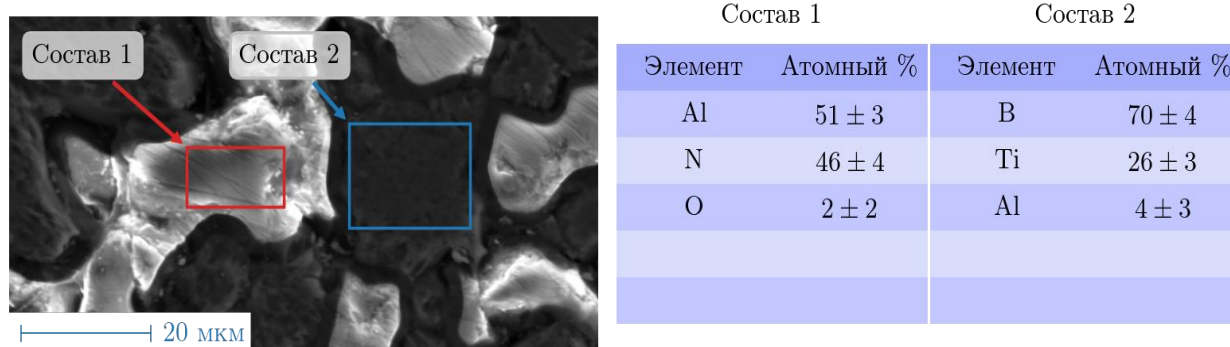 Состав 1
Состав 2
20 мкм
Состав 1
Элемент Атомный %
Al 51 ± 3
N 46 ± 4
O 2 ± 2
Состав 2
Элемент Атомный %
B 70 ± 4
Ti 26 ± 3
Al 4 ± 3